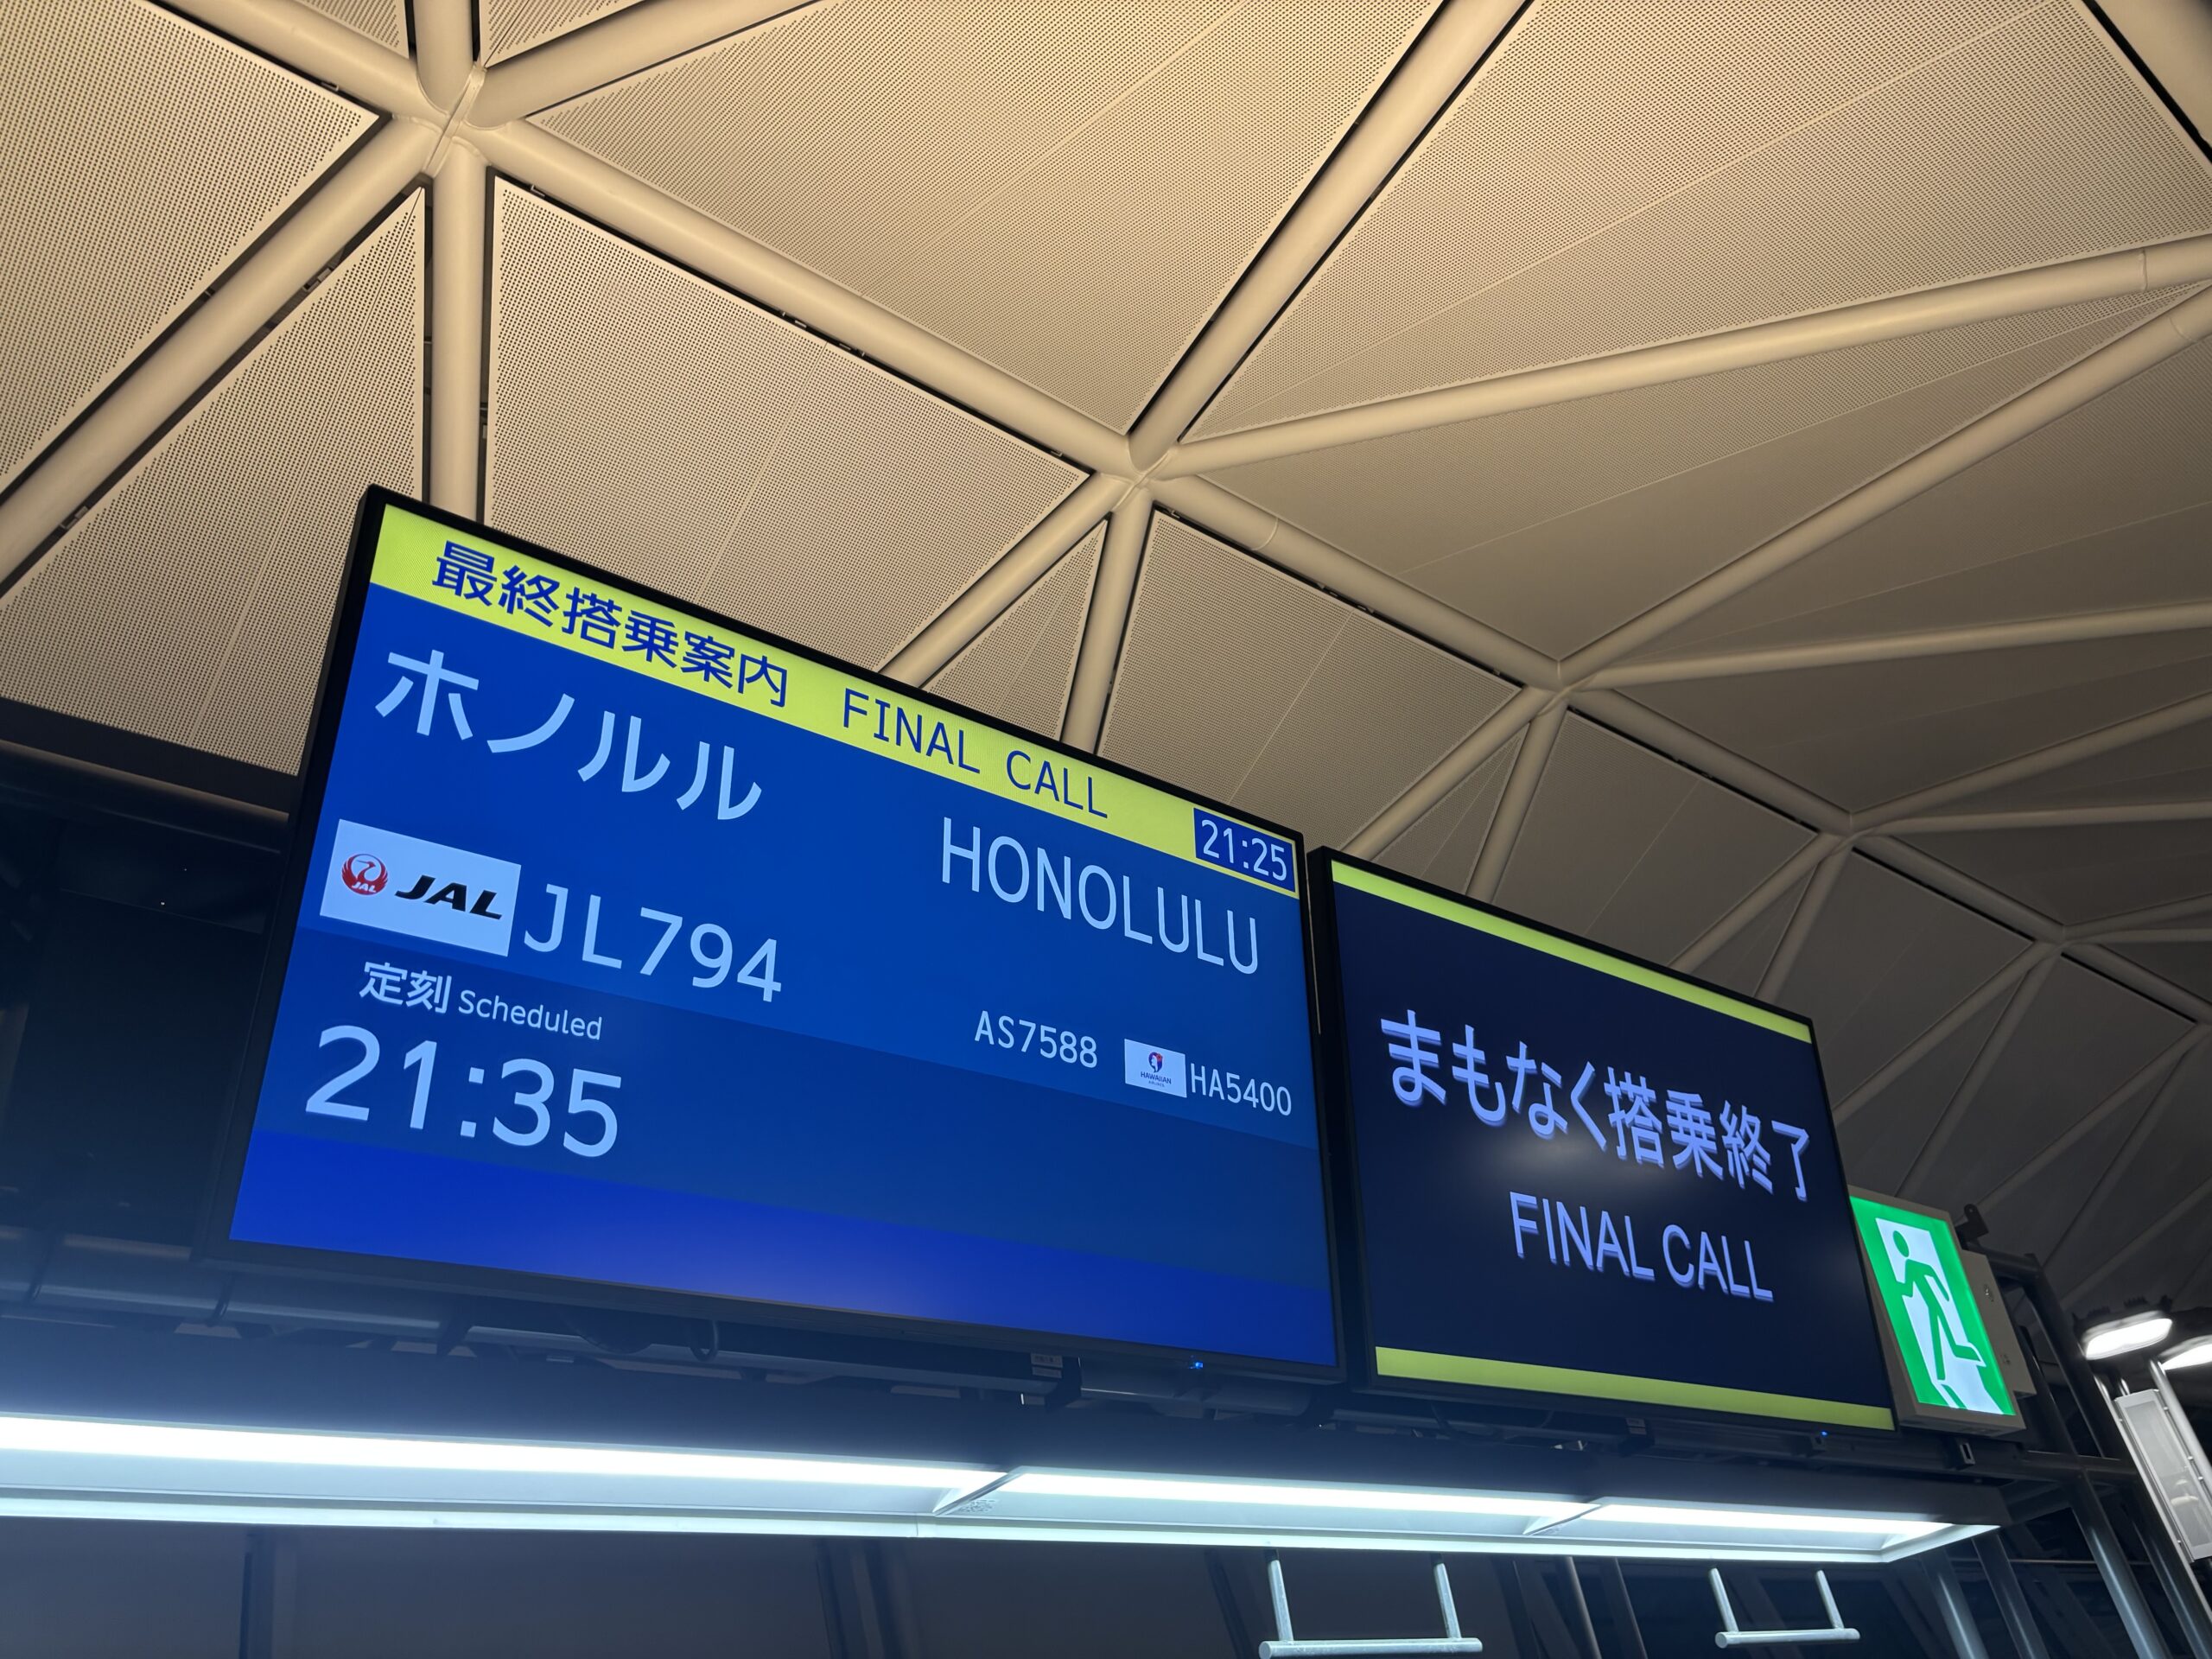 最終搭乗案内 FINAL CALL 21:25
ホノルル HONOLULU
JAL JAL JL794
AS7588 HAWAIIAN HA5400
定刻 Scheduled
21:35
まもなく搭乗終了
FINAL CALL